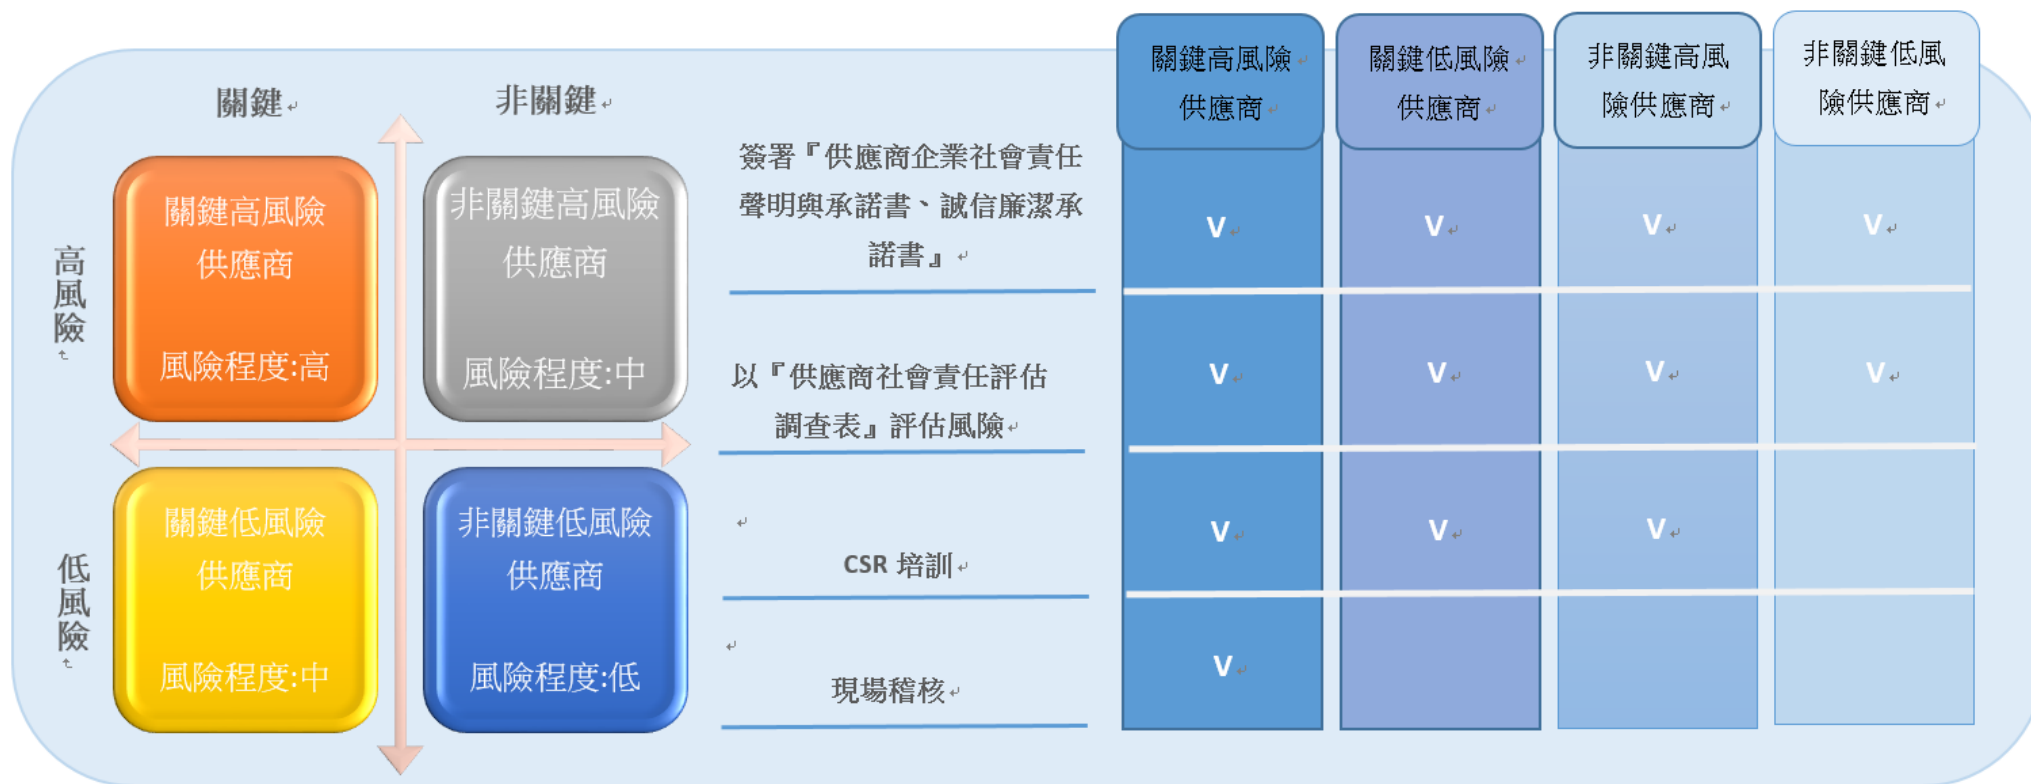 關鍵
非關鍵
高風險
低風險
關鍵高風險
供應商
風險程度:高
非關鍵高風險
供應商
風險程度:中
關鍵低風險
供應商
風險程度:中
非關鍵低風險
供應商
風險程度:低
關鍵高風險
供應商
關鍵低風險
供應商
非關鍵高風
險供應商
非關鍵低風
險供應商
簽署『供應商企業社會責任
聲明與承諾書、誠信廉潔承
諾書』
V V V V
以『供應商社會責任評估
調查表』評估風險
V V V V
CSR 培訓
V V V
現場稽核
V